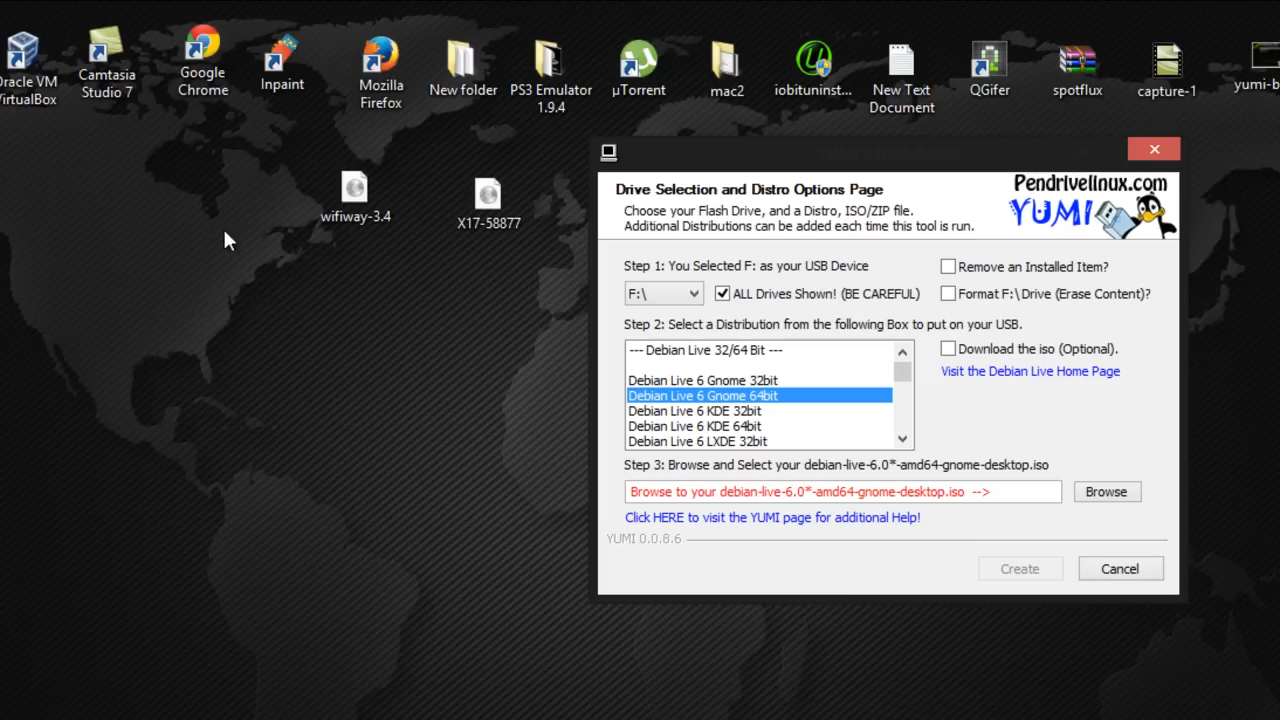 Oracle VM
VirtualBox
Camtasia
Studio 7
Google
Chrome
Inpaint
Mozilla
Firefox
New folder
PS3 Emulator
1.9.4
µTorrent
mac2
iobituninst...
New Text
Document
QGifer
spotflux
capture-1
yumi-b
wifiway-3.4
X17-58877
Drive Selection and Distro Options Page
Choose your Flash Drive, and a Distro, ISO/ZIP file.
Additional Distributions can be added each time this tool is run.
Pendrivelinux.com
YUMI
Step 1: You Selected F: as your USB Device
Remove an Installed Item?
F:\
ALL Drives Shown! (BE CAREFUL)
Format F:\Drive (Erase Content)?
Step 2: Select a Distribution from the following Box to put on your USB.
--- Debian Live 32/64 Bit ---
Debian Live 6 Gnome 32bit
Debian Live 6 Gnome 64bit
Debian Live 6 KDE 32bit
Debian Live 6 KDE 64bit
Debian Live 6 LXDE 32bit
Download the iso (Optional).
Visit the Debian Live Home Page
Step 3: Browse and Select your debian-live-6.0*-amd64-gnome-desktop.iso
Browse to your debian-live-6.0*-amd64-gnome-desktop.iso -->
Browse
Click HERE to visit the YUMI page for additional Help!
YUMI 0.0.8.6
Create
Cancel